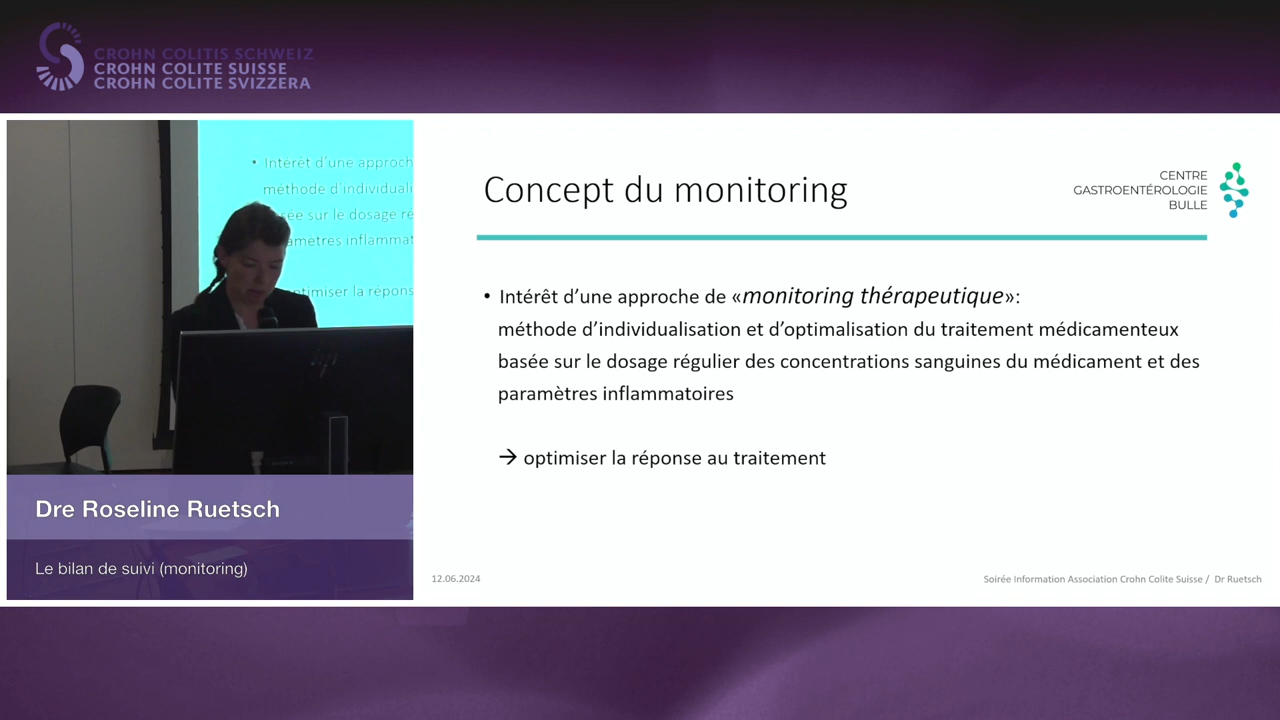 CROHN COLITIS SCHWEIZ
CROHN COLITE SUISSE
CROHN COLITE SVIZZERA
• Intérêt d'une approch
méthode d'individuali
sée sur le dosage ré
amètres inflammat
ptimiser la répons
Dre Roseline Ruetsch
Le bilan de suivi (monitoring)
Concept du monitoring
CENTRE
GASTROENTÉROLOGIE
BULLE
• Intérêt d’une approche de «monitoring thérapeutique»:
méthode d’individualisation et d’optimalisation du traitement médicamenteux
basée sur le dosage régulier des concentrations sanguines du médicament et des
paramètres inflammatoires
→ optimiser la réponse au traitement
12.06.2024
Soirée Information Association Crohn Colite Suisse / Dr Ruetsch